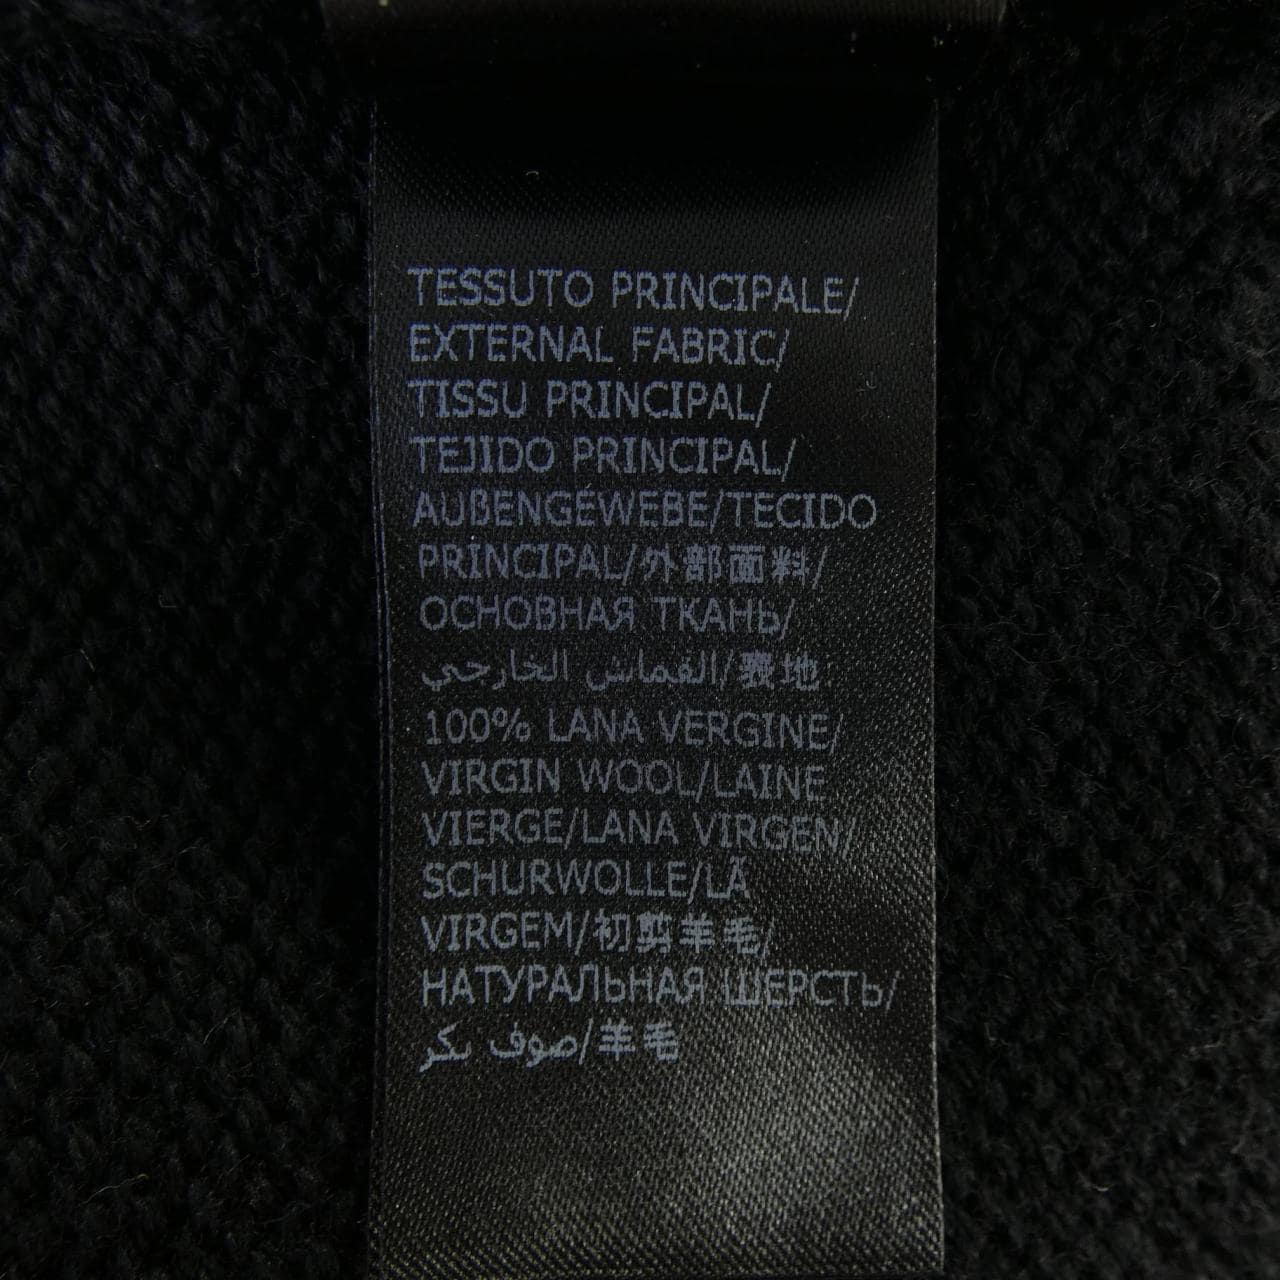 TESSUTO PRINCIPALE/
EXTERNAL FABRIC/
TISSU PRINCIPAL/
TEJIDO PRINCIPAL/
AUßENGEWEBE/TECIDO
PRINCIPAL/外部面料/
ОСНОВНАЯ ТКАНЬ/
القماش الخارجي/表地:
100% LANA VERGINE/
VIRGIN WOOL/LAINE
VIERGE/LANA VIRGEN/
SCHURWOLLE/LÃ
VIRGEM/初剪羊毛/
НАТУРАЛЬНАЯ ШЕРСТЬ/
صوف بكر/羊毛